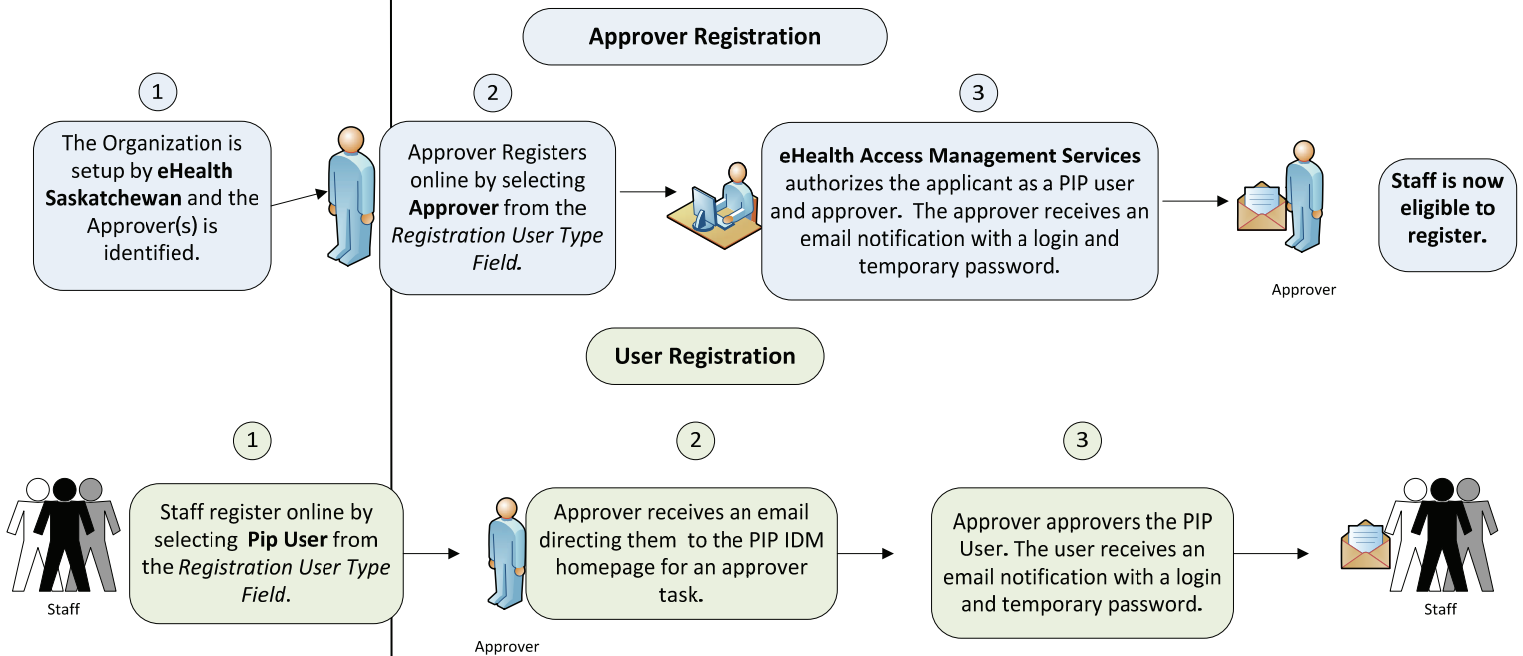 Approver Registration
1
The Organization is
setup by eHealth
Saskatchewan and the
Approver(s) is
identified.
2
Approver Registers
online by selecting
Approver from the
Registration User Type
Field.
3
eHealth Access Management Services
authorizes the applicant as a PIP user
and approver. The approver receives an
email notification with a login and
temporary password.
Approver
Staff is now
eligible to
register.
User Registration
Staff
1
Staff register online by
selecting Pip User from
the Registration User Type
Field.
Approver
2
Approver receives an email
directing them to the PIP IDM
homepage for an approver
task.
3
Approver approvers the PIP
User. The user receives an
email notification with a login
and temporary password.
Staff